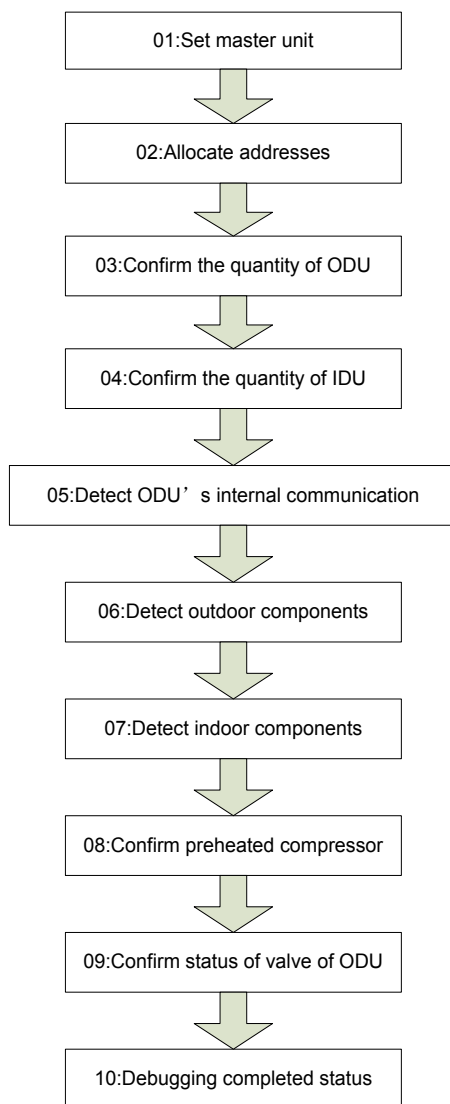 01:Set master unit
02:Allocate addresses
03:Confirm the quantity of ODU
04:Confirm the quantity of IDU
05:Detect ODU’s internal communication
06:Detect outdoor components
07:Detect indoor components
08:Confirm preheated compressor
09:Confirm status of valve of ODU
10:Debugging completed status